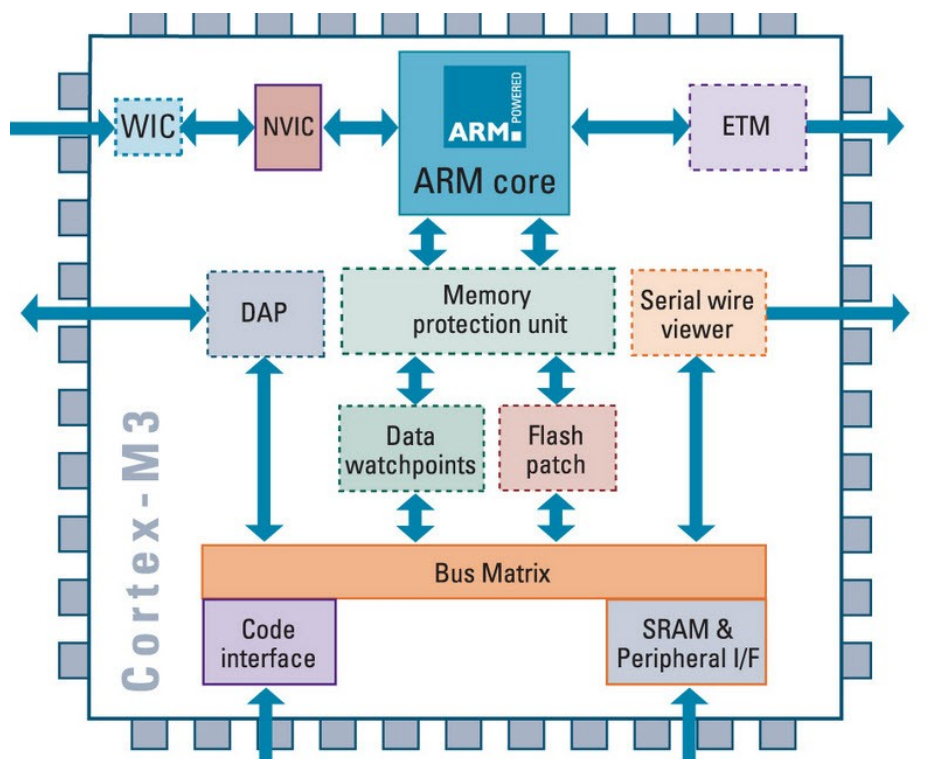 WIC
NVIC
ARM
POWERED
ARM core
ETM
DAP
Memory
protection unit
Serial wire
viewer
Data
watchpoints
Flash
patch
Cortex-M3
Bus Matrix
Code
interface
SRAM &
Peripheral I/F